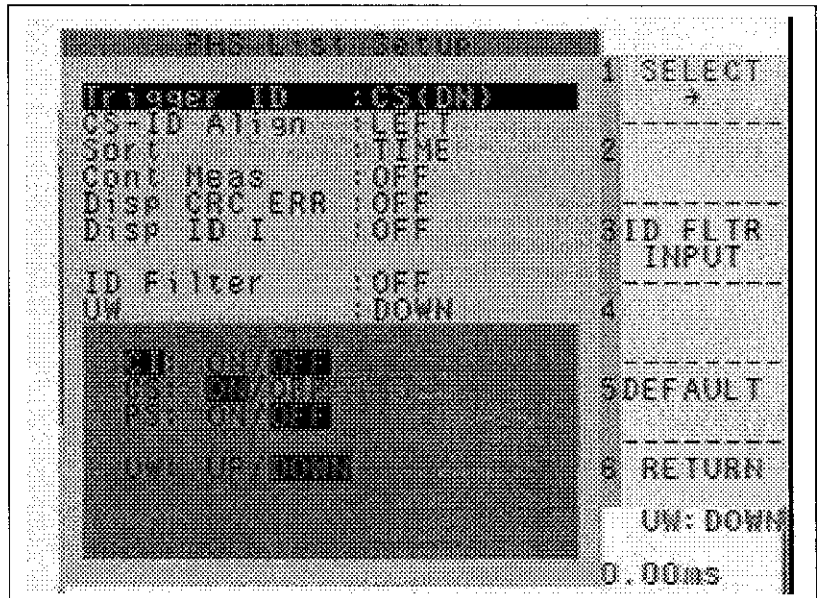 PHS List Setup
Trigger ID :CS(DN)
CS-ID Align :LEFT
Sort :TIME
Cont Meas :OFF
Disp CRC ERR :OFF
Disp ID I :OFF
ID Filter :OFF
UW :DOWN
CI: ON/OFF
CS: ON/OFF
PS: ON/OFF
UW: UP/DOWN
1 SELECT
→
2
3 ID FLTR
INPUT
4
5 DEFAULT
6 RETURN
UW: DOWN
0.00ms